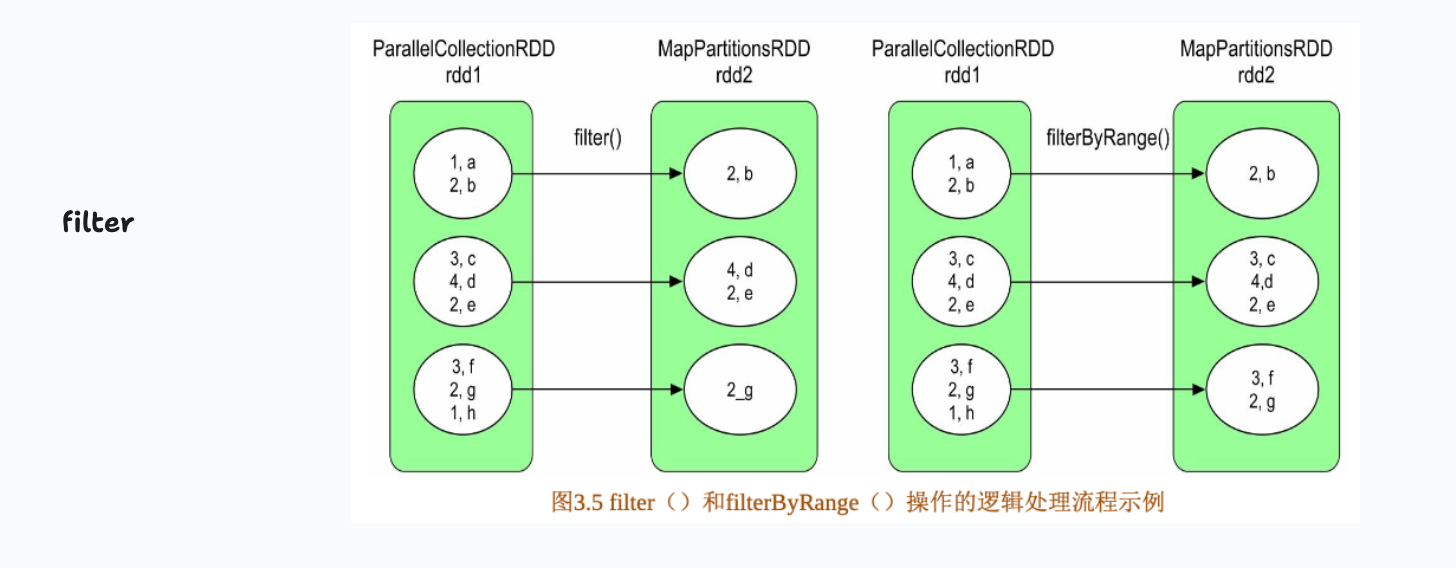 filter
ParallelCollectionRDD
rdd1
MapPartitionsRDD
rdd2
filter()
1, a
2, b
2, b
3, c
4, d
2, e
4, d
2, e
3, f
2, g
1, h
2_g
ParallelCollectionRDD
rdd1
MapPartitionsRDD
rdd2
filterByRange()
1, a
2, b
2, b
3, c
4, d
2, e
3, c
4,d
2, e
3, f
2, g
1, h
3, f
2, g
图3.5 filter（）和filterByRange（）操作的逻辑处理流程示例